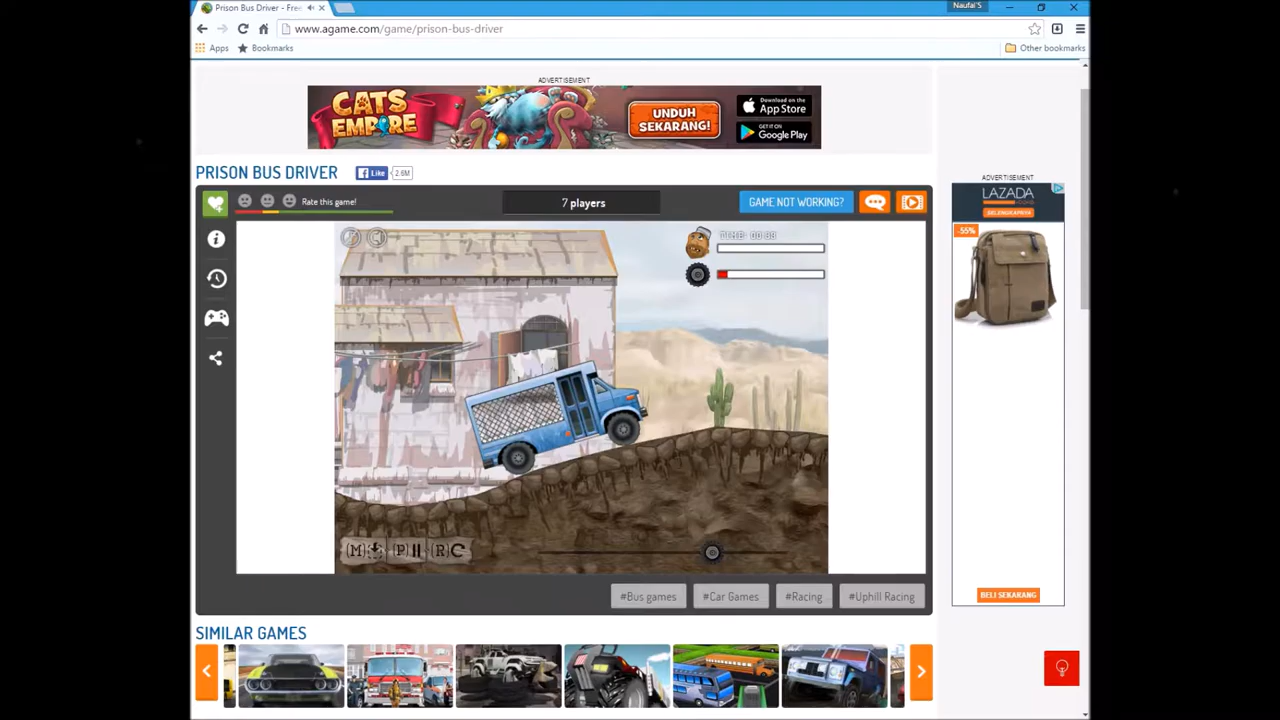 Prison Bus Driver - Fre
Naufal'S
www.agame.com/game/prison-bus-driver
Apps
Bookmarks
Other bookmarks
ADVERTISEMENT
CATS EMPIRE
UNDUH SEKARANG!
Download on the App Store
GET IT ON Google Play
PRISON BUS DRIVER
Like
2.6M
ADVERTISEMENT
LAZADA
SELENGKAPNYA
-55%
Rate this game!
7 players
GAME NOT WORKING?
(M) (P) (R)
#Bus games
#Car Games
#Racing
#Uphill Racing
BELI SEKARANG
SIMILAR GAMES